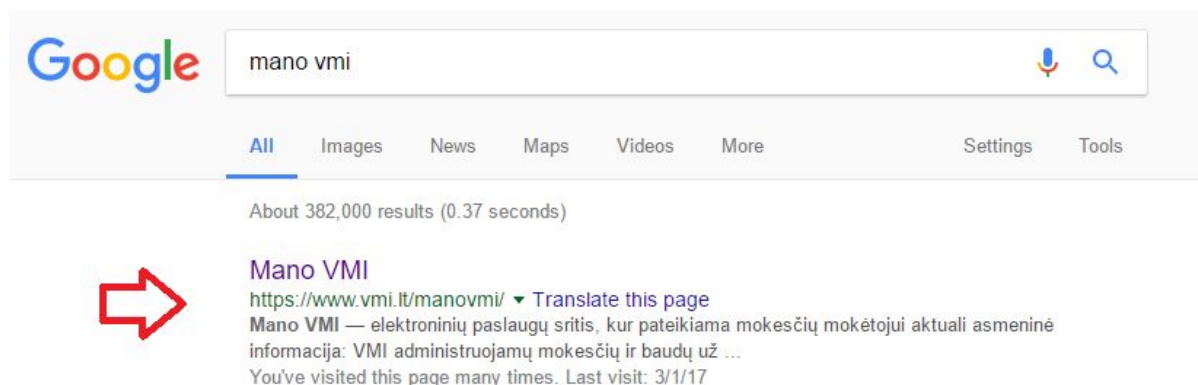 Google mano vmi
All Images News Maps Videos More Settings Tools
About 382,000 results (0.37 seconds)
Mano VMI
https://www.vmi.lt/manovmi/ ▼ Translate this page
Mano VMI — elektroninių paslaugų sritis, kur pateikiama mokesčių mokėtojui aktuali asmeninė
informacija: VMI administruojamų mokesčių ir baudų už ...
You've visited this page many times. Last visit: 3/1/17